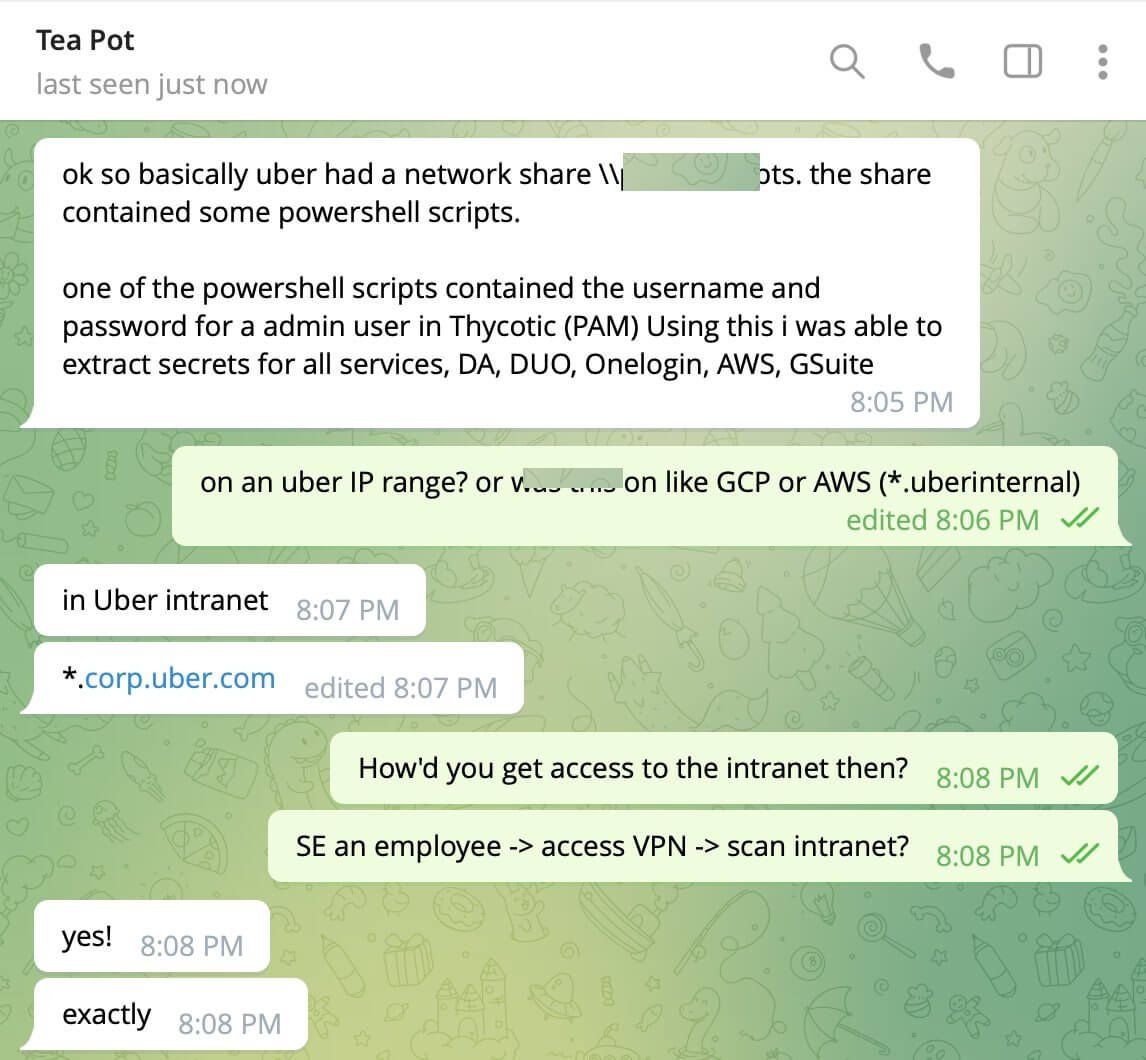 Tea Pot
last seen just now
ok so basically uber had a network share \\ ots. the share
contained some powershell scripts.
one of the powershell scripts contained the username and
password for a admin user in Thycotic (PAM) Using this i was able to
extract secrets for all services, DA, DUO, Onelogin, AWS, GSuite
8:05 PM
on an uber IP range? or was this on like GCP or AWS (*.uberinternal)
edited 8:06 PM
in Uber intranet 8:07 PM
*.corp.uber.com edited 8:07 PM
How'd you get access to the intranet then? 8:08 PM
SE an employee -> access VPN -> scan intranet? 8:08 PM
yes! 8:08 PM
exactly 8:08 PM